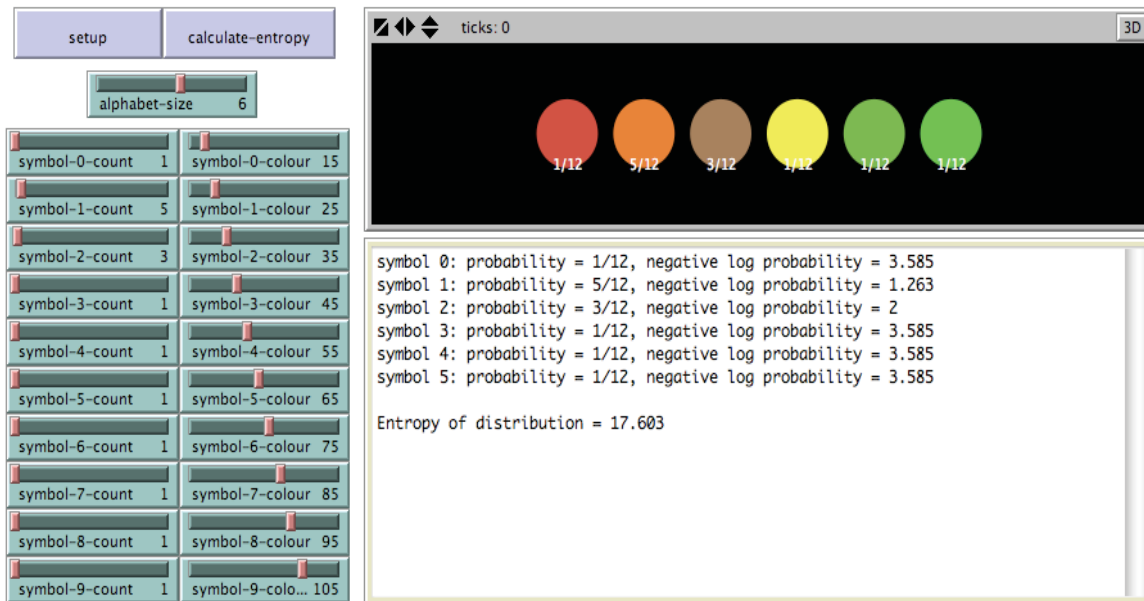 setup
calculate-entropy
alphabet-size 6
symbol-0-count 1
symbol-0-colour 15
symbol-1-count 5
symbol-1-colour 25
symbol-2-count 3
symbol-2-colour 35
symbol-3-count 1
symbol-3-colour 45
symbol-4-count 1
symbol-4-colour 55
symbol-5-count 1
symbol-5-colour 65
symbol-6-count 1
symbol-6-colour 75
symbol-7-count 1
symbol-7-colour 85
symbol-8-count 1
symbol-8-colour 95
symbol-9-count 1
symbol-9-colo... 105
ticks: 0
3D
1/12 5/12 3/12 1/12 1/12 1/12
symbol 0: probability = 1/12, negative log probability = 3.585
symbol 1: probability = 5/12, negative log probability = 1.263
symbol 2: probability = 3/12, negative log probability = 2
symbol 3: probability = 1/12, negative log probability = 3.585
symbol 4: probability = 1/12, negative log probability = 3.585
symbol 5: probability = 1/12, negative log probability = 3.585
Entropy of distribution = 17.603